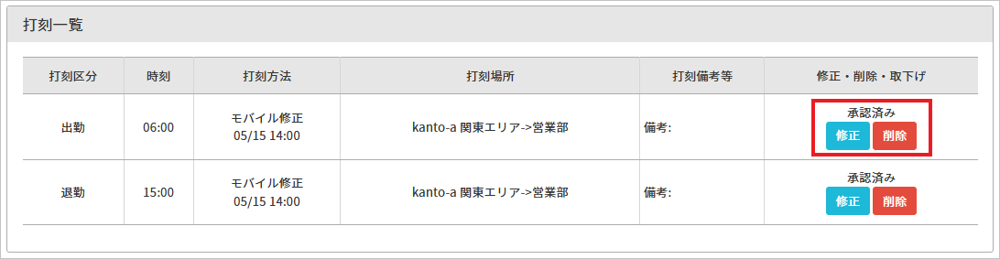 打刻一覧
打刻区分 時刻 打刻方法 打刻場所 打刻備考等 修正・削除・取下げ
出勤 06:00 モバイル修正 05/15 14:00 kanto-a 関東エリア->営業部 備考: 承認済み 修正 削除
退勤 15:00 モバイル修正 05/15 14:00 kanto-a 関東エリア->営業部 備考: 承認済み 修正 削除